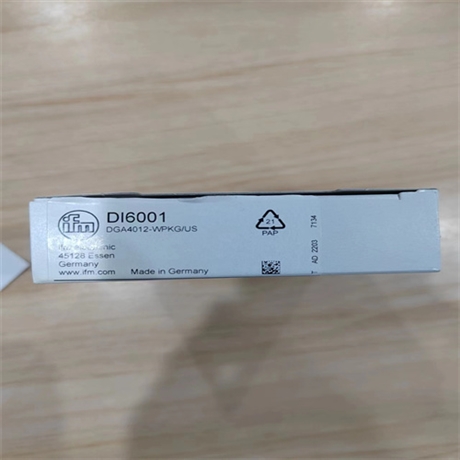 ifm
DI6001
DGA4012-WPKG/US
ifm electronic
45128 Essen
Germany
www.ifm.com
Made in Germany
21
PAP
T AD 2203 7134